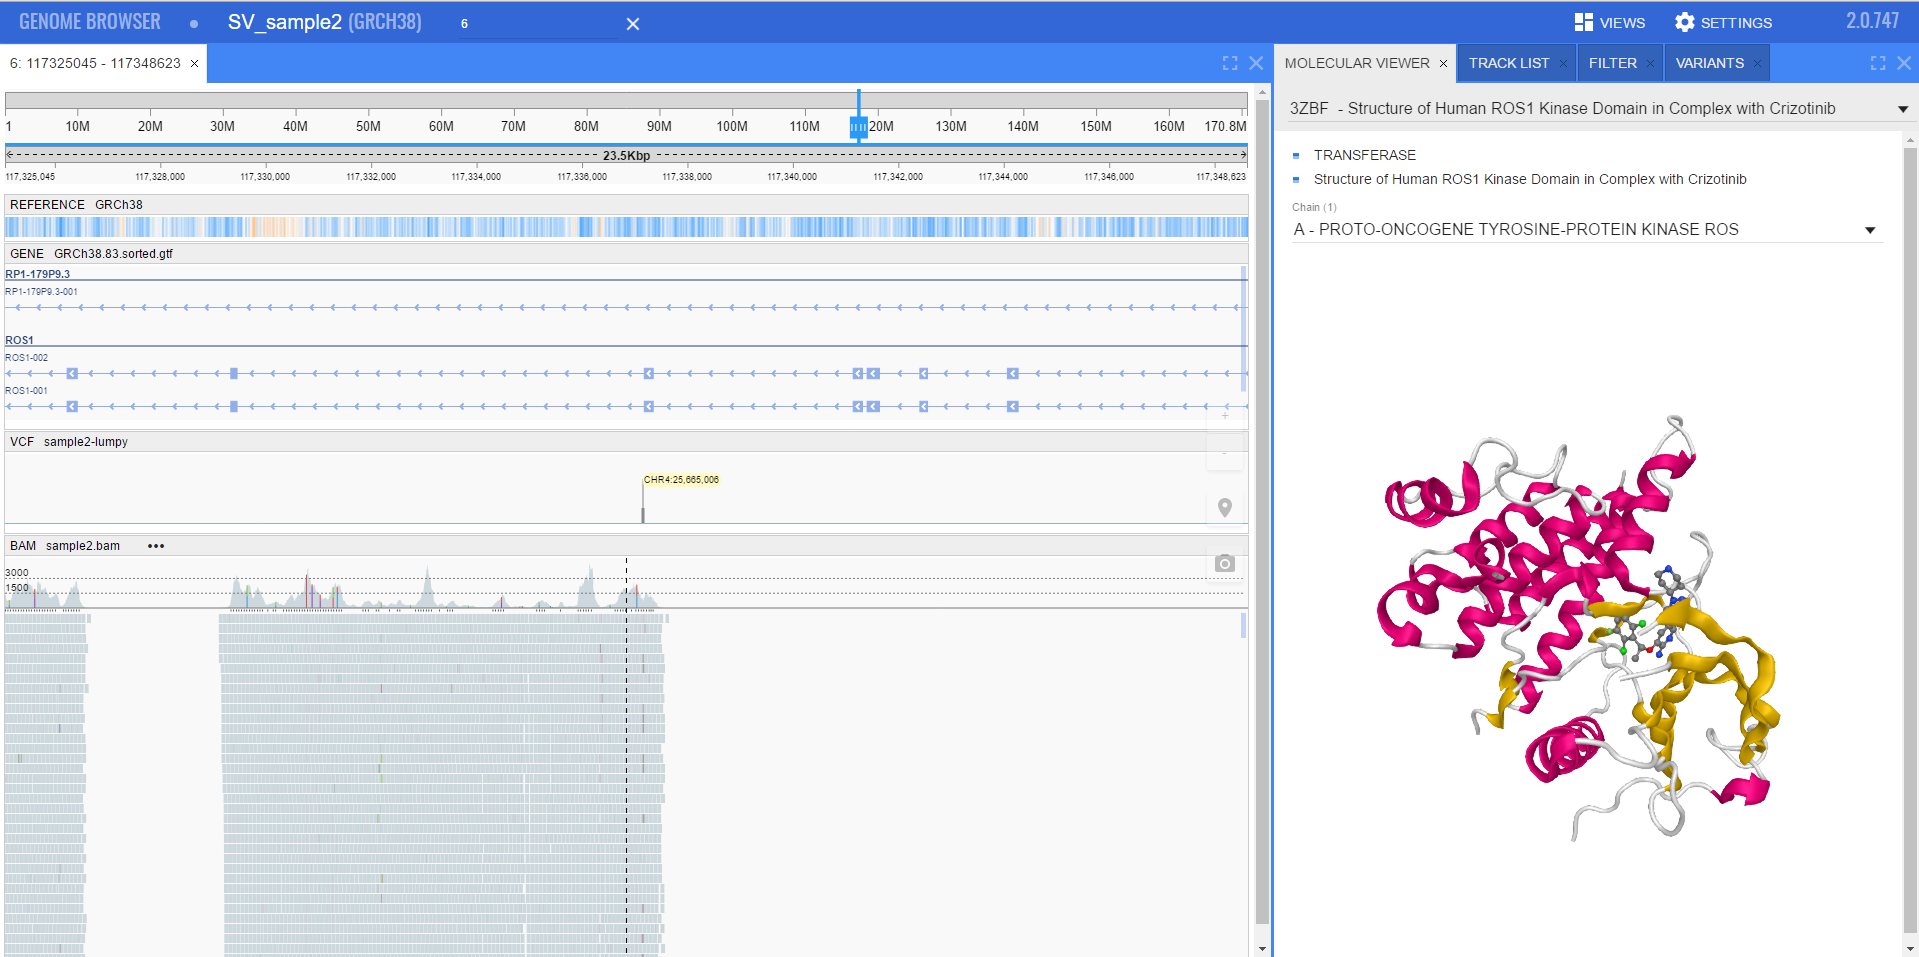 GENOME BROWSER SV_sample2 (GRCH38) 6 VIEWS SETTINGS 2.0.747
6: 117325045 - 117348623
1 10M 20M 30M 40M 50M 60M 70M 80M 90M 100M 110M 120M 130M 140M 150M 160M 170.8M
23.5Kbp
117,325,045 117,328,000 117,330,000 117,332,000 117,334,000 117,336,000 117,338,000 117,340,000 117,342,000 117,344,000 117,346,000 117,348,623
REFERENCE GRCh38
GENE GRCh38.83.sorted.gtf
RP1-179P9.3
RP1-179P9.3-001
ROS1
ROS1-002
ROS1-001
VCF sample2-lumpy
CHR4:25,665,006
BAM sample2.bam
3000
1500
MOLECULAR VIEWER TRACK LIST FILTER VARIANTS
3ZBF - Structure of Human ROS1 Kinase Domain in Complex with Crizotinib
TRANSFERASE
Structure of Human ROS1 Kinase Domain in Complex with Crizotinib
Chain (1)
A - PROTO-ONCOGENE TYROSINE-PROTEIN KINASE ROS